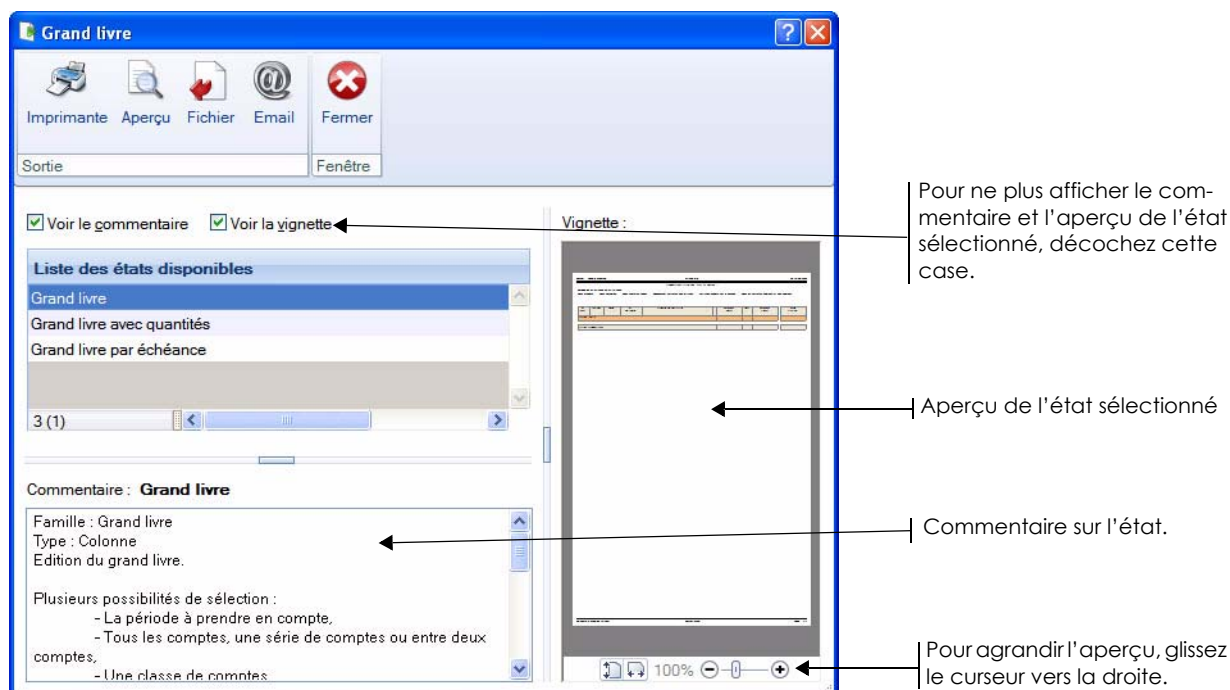 Grand livre
Imprimante Aperçu Fichier Email Fermer
Sortie Fenêtre
Voir le commentaire Voir la vignette
Vignette :
Pour ne plus afficher le com-
mentaire et l'aperçu de l'état
sélectionné, décochez cette
case.
Liste des états disponibles
Grand livre
Grand livre avec quantités
Grand livre par échéance
3 (1)
Aperçu de l'état sélectionné
Commentaire : Grand livre
Famille : Grand livre
Type : Colonne
Edition du grand livre.
Plusieurs possibilités de sélection :
- La période à prendre en compte,
- Tous les comptes, une série de comptes ou entre deux
comptes,
- Une classe de comptes
Commentaire sur l'état.
100%
Pour agrandir l'aperçu, glissez
le curseur vers la droite.